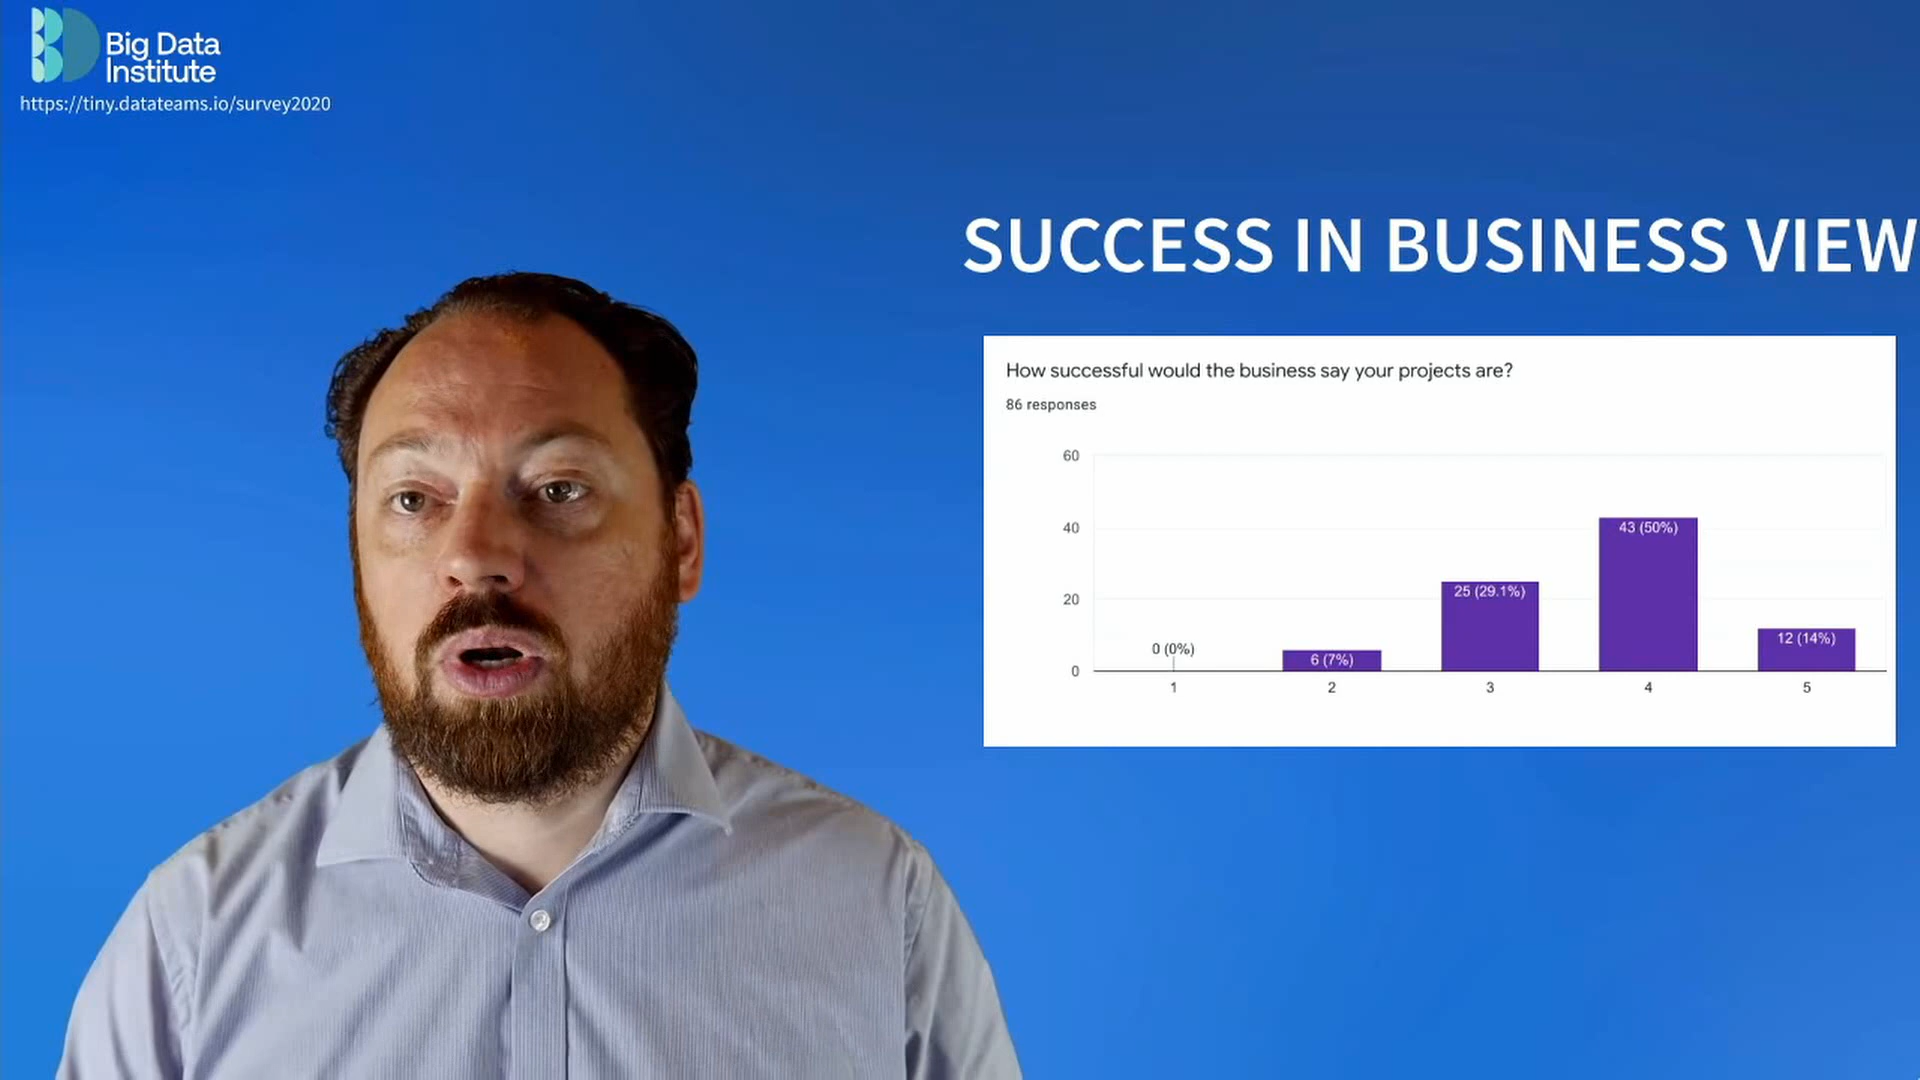 Big Data
Institute
https://tiny.datateams.io/survey2020
SUCCESS IN BUSINESS VIEW
How successful would the business say your projects are?
86 responses
60
40
20
0
0 (0%)
6 (7%)
25 (29.1%)
43 (50%)
12 (14%)
1
2
3
4
5